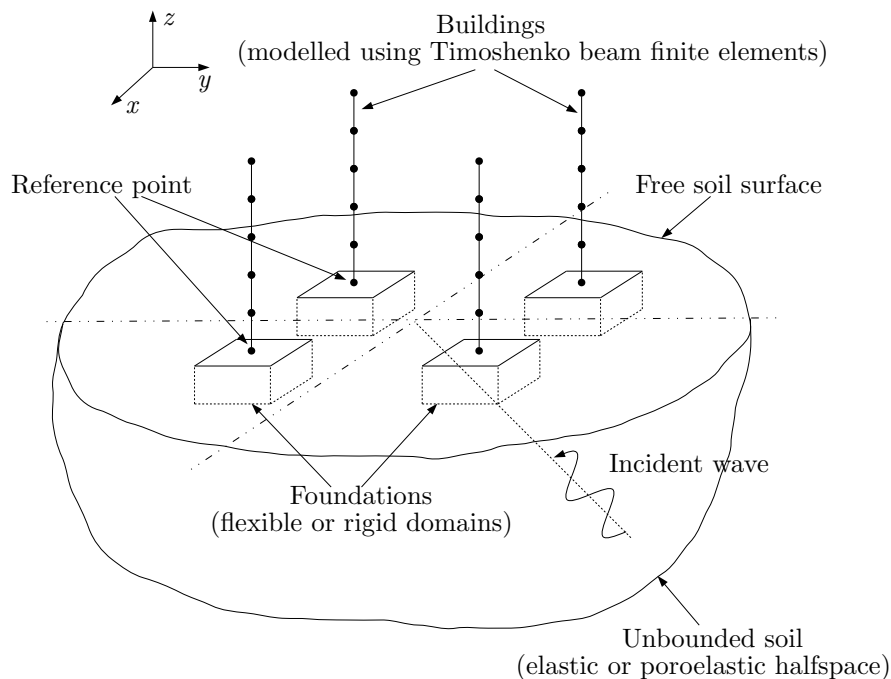 z
y
x
Buildings
(modelled using Timoshenko beam finite elements)
Reference point
Free soil surface
Incident wave
Foundations
(flexible or rigid domains)
Unbounded soil
(elastic or poroelastic halfspace)